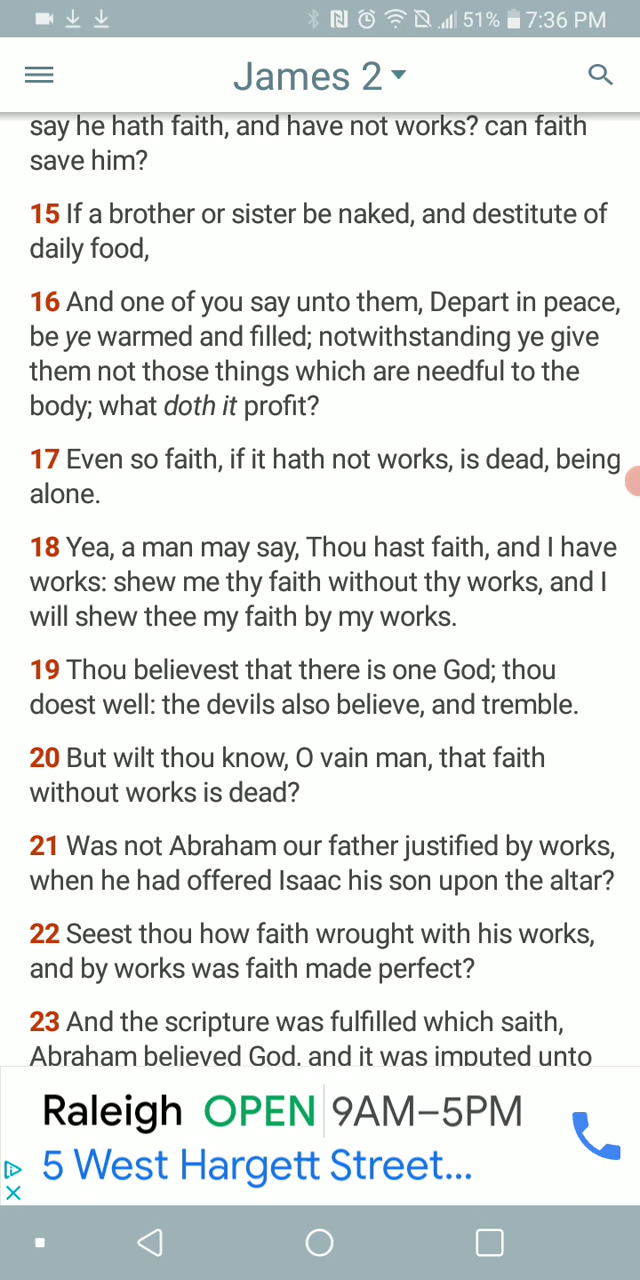 51% 7:36 PM
James 2
say he hath faith, and have not works? can faith
save him?
15 If a brother or sister be naked, and destitute of
daily food,
16 And one of you say unto them, Depart in peace,
be ye warmed and filled; notwithstanding ye give
them not those things which are needful to the
body; what doth it profit?
17 Even so faith, if it hath not works, is dead, being
alone.
18 Yea, a man may say, Thou hast faith, and I have
works: shew me thy faith without thy works, and I
will shew thee my faith by my works.
19 Thou believest that there is one God; thou
doest well: the devils also believe, and tremble.
20 But wilt thou know, O vain man, that faith
without works is dead?
21 Was not Abraham our father justified by works,
when he had offered Isaac his son upon the altar?
22 Seest thou how faith wrought with his works,
and by works was faith made perfect?
23 And the scripture was fulfilled which saith,
Abraham believed God, and it was imputed unto
Raleigh OPEN 9AM–5PM
5 West Hargett Street...